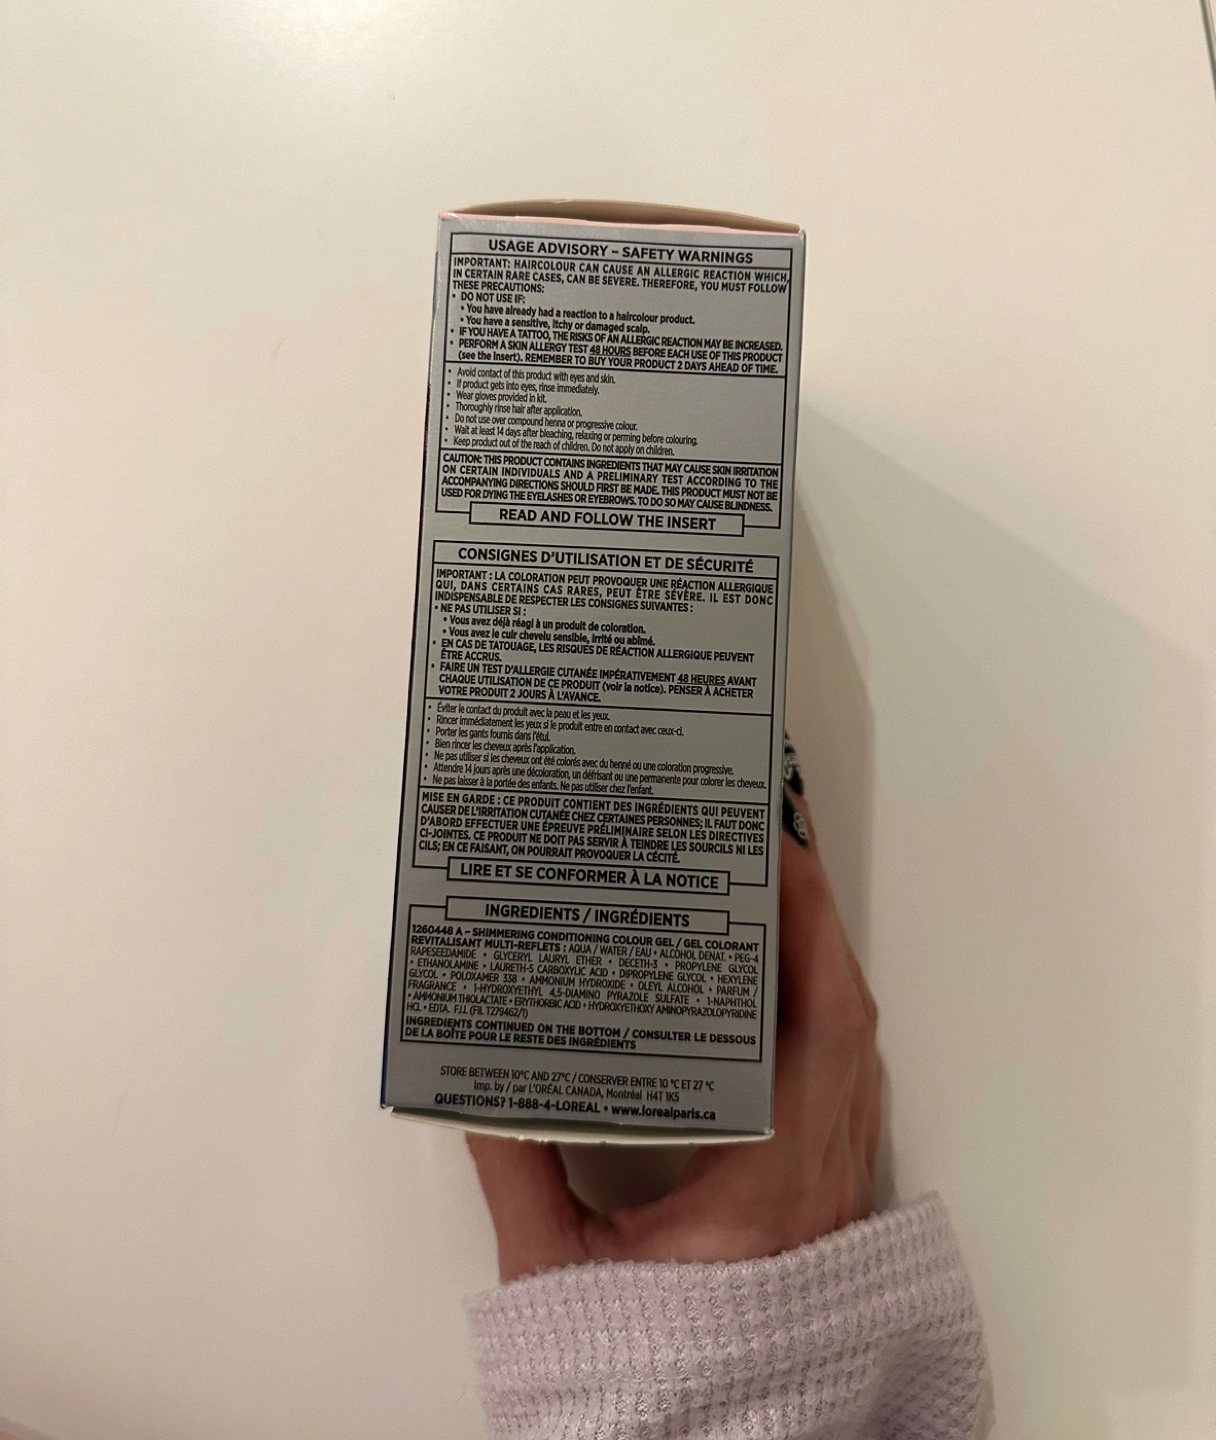 USAGE ADVISORY – SAFETY WARNINGS
IMPORTANT: HAIRCOLOUR CAN CAUSE AN ALLERGIC REACTION WHICH,
IN CERTAIN RARE CASES, CAN BE SEVERE. THEREFORE, YOU MUST FOLLOW
THESE PRECAUTIONS:
• DO NOT USE IF:
• You have already had a reaction to a haircolour product.
• You have a sensitive, itchy or damaged scalp.
• IF YOU HAVE A TATTOO, THE RISKS OF AN ALLERGIC REACTION MAY BE INCREASED.
• PERFORM A SKIN ALLERGY TEST 48 HOURS BEFORE EACH USE OF THIS PRODUCT
(see the Insert). REMEMBER TO BUY YOUR PRODUCT 2 DAYS AHEAD OF TIME.
• Avoid contact of this product with eyes and skin.
• If product gets into eyes, rinse immediately.
• Wear gloves provided in kit.
• Thoroughly rinse hair after application.
• Do not use over compound henna or progressive colour.
• Wait at least 14 days after bleaching, relaxing or perming before colouring.
• Keep product out of the reach of children. Do not apply on children.
CAUTION: THIS PRODUCT CONTAINS INGREDIENTS THAT MAY CAUSE SKIN IRRITATION
ON CERTAIN INDIVIDUALS AND A PRELIMINARY TEST ACCORDING TO THE
ACCOMPANYING DIRECTIONS SHOULD FIRST BE MADE. THIS PRODUCT MUST NOT BE
USED FOR DYING THE EYELASHES OR EYEBROWS. TO DO SO MAY CAUSE BLINDNESS.
READ AND FOLLOW THE INSERT
CONSIGNES D'UTILISATION ET DE SÉCURITÉ
IMPORTANT : LA COLORATION PEUT PROVOQUER UNE RÉACTION ALLERGIQUE
QUI, DANS CERTAINS CAS RARES, PEUT ÊTRE SÉVÈRE. IL EST DONC
INDISPENSABLE DE RESPECTER LES CONSIGNES SUIVANTES :
• NE PAS UTILISER SI :
• Vous avez déjà réagi à un produit de coloration.
• Vous avez le cuir chevelu sensible, irrité ou abîmé.
• EN CAS DE TATOUAGE, LES RISQUES DE RÉACTION ALLERGIQUE PEUVENT
ÊTRE ACCRUS.
• FAIRE UN TEST D'ALLERGIE CUTANÉE IMPÉRATIVEMENT 48 HEURES AVANT
CHAQUE UTILISATION DE CE PRODUIT (voir la notice). PENSER À ACHETER
VOTRE PRODUIT 2 JOURS À L'AVANCE.
• Éviter le contact du produit avec la peau et les yeux.
• Rincer immédiatement les yeux si le produit entre en contact avec ceux-ci.
• Porter les gants fournis dans l'étui.
• Bien rincer les cheveux après l'application.
• Ne pas utiliser si les cheveux ont été colorés avec du henné ou une coloration progressive.
• Attendre 14 jours après une décoloration, un défrisant ou une permanente pour colorer les cheveux.
• Ne pas laisser à la portée des enfants. Ne pas utiliser chez l'enfant.
MISE EN GARDE : CE PRODUIT CONTIENT DES INGRÉDIENTS QUI PEUVENT
CAUSER DE L'IRRITATION CUTANÉE CHEZ CERTAINES PERSONNES; IL FAUT DONC
D'ABORD EFFECTUER UNE ÉPREUVE PRÉLIMINAIRE SELON LES DIRECTIVES
CI-JOINTES. CE PRODUIT NE DOIT PAS SERVIR À TEINDRE LES SOURCILS NI LES
CILS; EN CE FAISANT, ON POURRAIT PROVOQUER LA CÉCITÉ.
LIRE ET SE CONFORMER À LA NOTICE
INGREDIENTS / INGRÉDIENTS
1260448 A – SHIMMERING CONDITIONING COLOUR GEL / GEL COLORANT
REVITALISANT MULTI-REFLETS : AQUA / WATER / EAU • ALCOHOL DENAT. • PEG-4
RAPESEEDAMIDE • GLYCERYL LAURYL ETHER • DECETH-3 • PROPYLENE GLYCOL
• ETHANOLAMINE • LAURETH-5 CARBOXYLIC ACID • DIPROPYLENE GLYCOL • HEXYLENE
GLYCOL • POLOXAMER 338 • AMMONIUM HYDROXIDE • OLEYL ALCOHOL • PARFUM /
FRAGRANCE • 1-HYDROXYETHYL 4,5-DIAMINO PYRAZOLE SULFATE • 1-NAPHTHOL
• AMMONIUM THIOLACTATE • ERYTHORBIC ACID • HYDROXYETHOXY AMINOPYRAZOLOPYRIDINE
HCL • EDTA. F.I.L (FIL T279462/1)
INGREDIENTS CONTINUED ON THE BOTTOM / CONSULTER LE DESSOUS
DE LA BOÎTE POUR LE RESTE DES INGRÉDIENTS
STORE BETWEEN 10°C AND 27°C / CONSERVER ENTRE 10 °C ET 27 °C
Imp. by / par L'ORÉAL CANADA, Montréal H4T 1K5
QUESTIONS? 1-888-4-LOREAL • www.lorealparis.ca